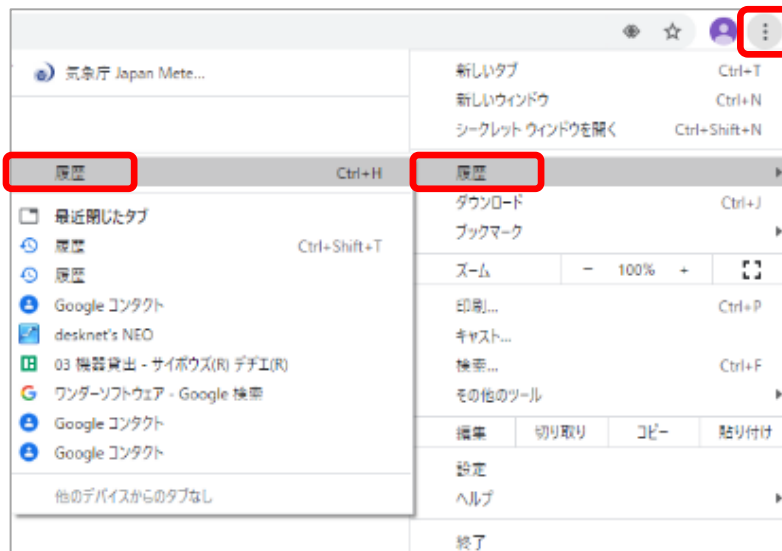 気象庁 Japan Mete...
新しいタブ Ctrl+T
新しいウィンドウ Ctrl+N
シークレット ウィンドウを開く Ctrl+Shift+N
履歴 Ctrl+H
履歴
最近閉じたタブ
履歴 Ctrl+Shift+T
履歴
Google コンタクト
desknet's NEO
03 機器貸出 - サイボウズ(R) デヂエ(R)
ワンダーソフトウェア - Google 検索
Google コンタクト
Google コンタクト
他のデバイスからのタブなし
ダウンロード Ctrl+J
ブックマーク
ズーム - 100% +
印刷... Ctrl+P
キャスト...
検索... Ctrl+F
その他のツール
編集 切り取り コピー 貼り付け
設定
ヘルプ
終了